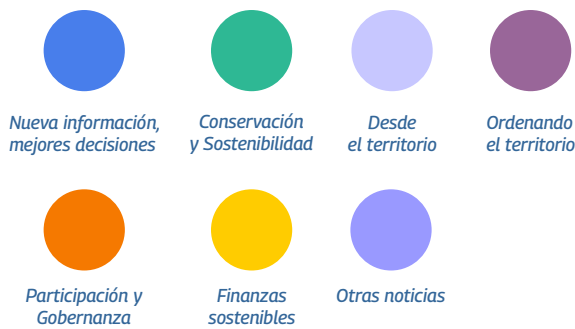 Nueva información,
mejores decisiones
Conservación
y Sostenibilidad
Desde
el territorio
Ordenando
el territorio
Participación y
Gobernanza
Finanzas
sostenibles
Otras noticias